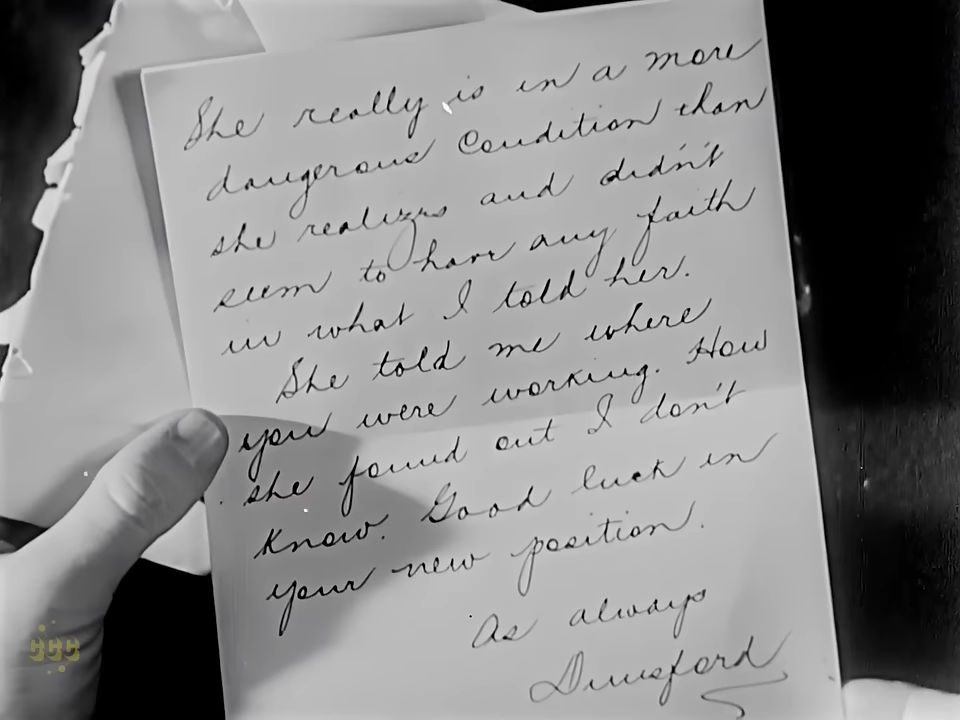 She really is in a more
dangerous condition than
she realizes and didn't
seem to have any faith
in what I told her.
She told me where
you were working. How
she found out I don't
know. Good luck in
your new position.
As always
Dunsford
CCC